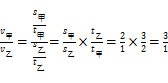 v甲/v乙 = (s甲/t甲)/(s乙/t乙) = s甲/s乙 × t乙/t甲 = 2/1 × 3/2 = 3/1